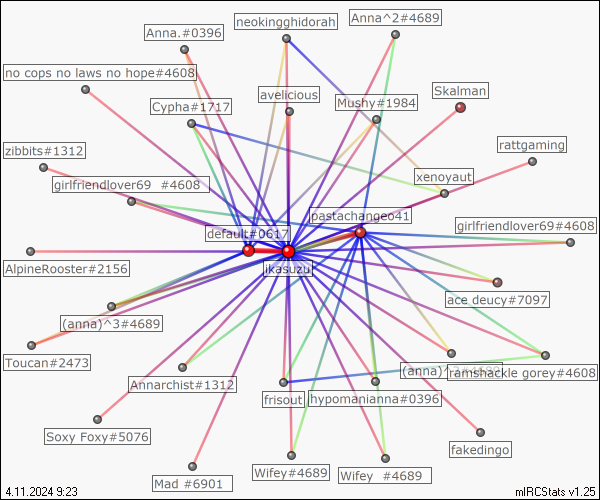 neokingghidorah
Anna^2#4689
Anna.#0396
no cops no laws no hope#4608
avelicious
Skalman
Cypha#1717
Mushy#1984
zibbits#1312
rattgaming
girlfriendlover69 #4608
xenoyaut
default#0617
jpastachangeo41
girlfriendlover69#4608
AlpineRooster#2156
ikasuzu
ace deucy#7097
(anna)^3#4689
Toucan#2473
Annarchist#1312
ramshackle gorey#4608
frisout
hypomanianna#0396
Soxy Foxy#5076
fakedingo
Mad #6901
Wifey#4689
Wifey #4689
4.11.2024 9:23
mIRCStats v1.25